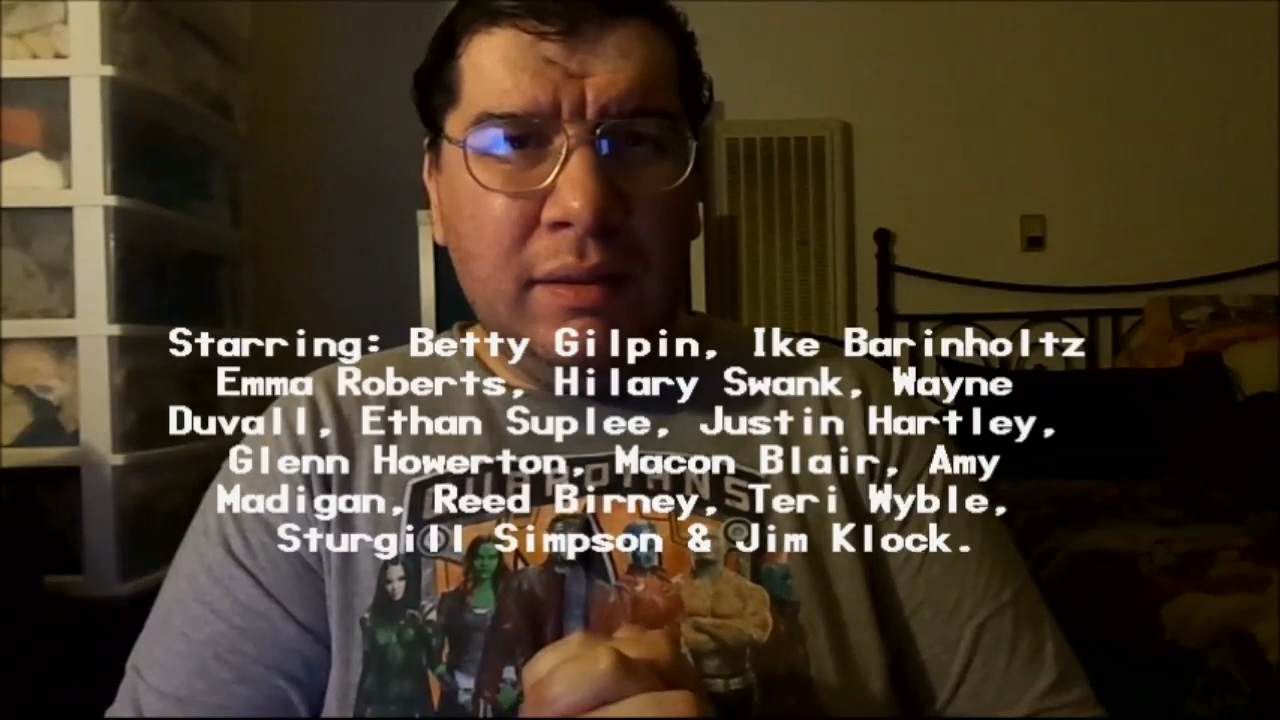 Starring: Betty Gilpin, Ike Barinholtz
Emma Roberts, Hilary Swank, Wayne
Duvall, Ethan Suplee, Justin Hartley,
Glenn Howerton, Macon Blair, Amy
Madigan, Reed Birney, Teri Wyble,
Sturgill Simpson & Jim Klock.
GUARDIANS